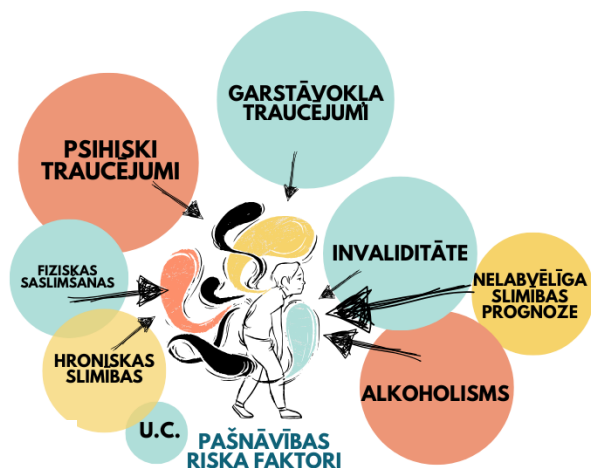 GARSTĀVOKĻA
TRAUCĒJUMI
PSIHISKI
TRAUCĒJUMI
INVALIDITĀTE
FIZISKAS
SASLIMŠANAS
NELABVĒLĪGA
SLIMĪBAS
PROGNOZE
HRONISKAS
SLIMĪBAS
ALKOHOLISMS
U.C.
PAŠNĀVĪBAS
RISKA FAKTORI